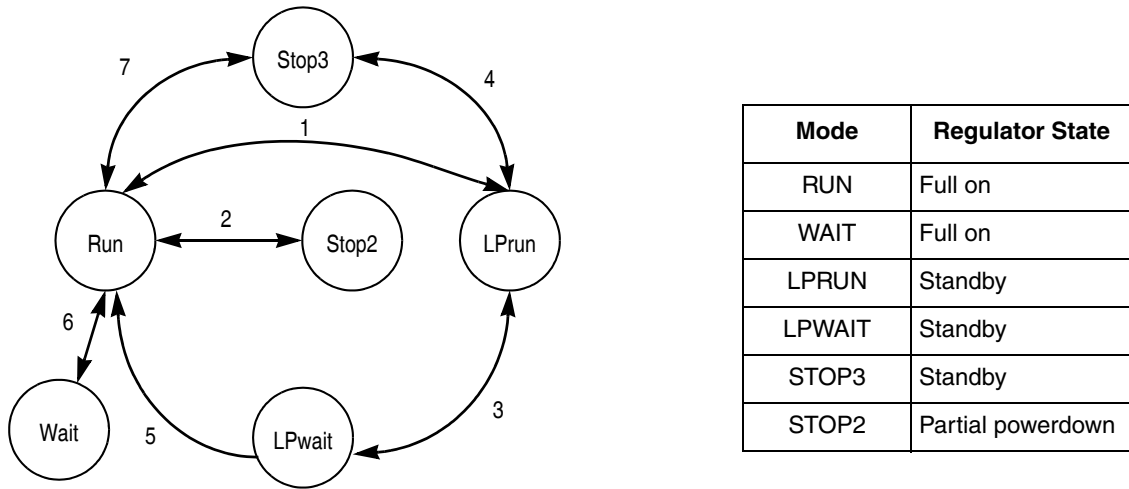 Stop3
7
4
1
Run
2
Stop2
LPrun
6
Wait
5
LPwait
3
Mode Regulator State
RUN Full on
WAIT Full on
LPRUN Standby
LPWAIT Standby
STOP3 Standby
STOP2 Partial powerdown